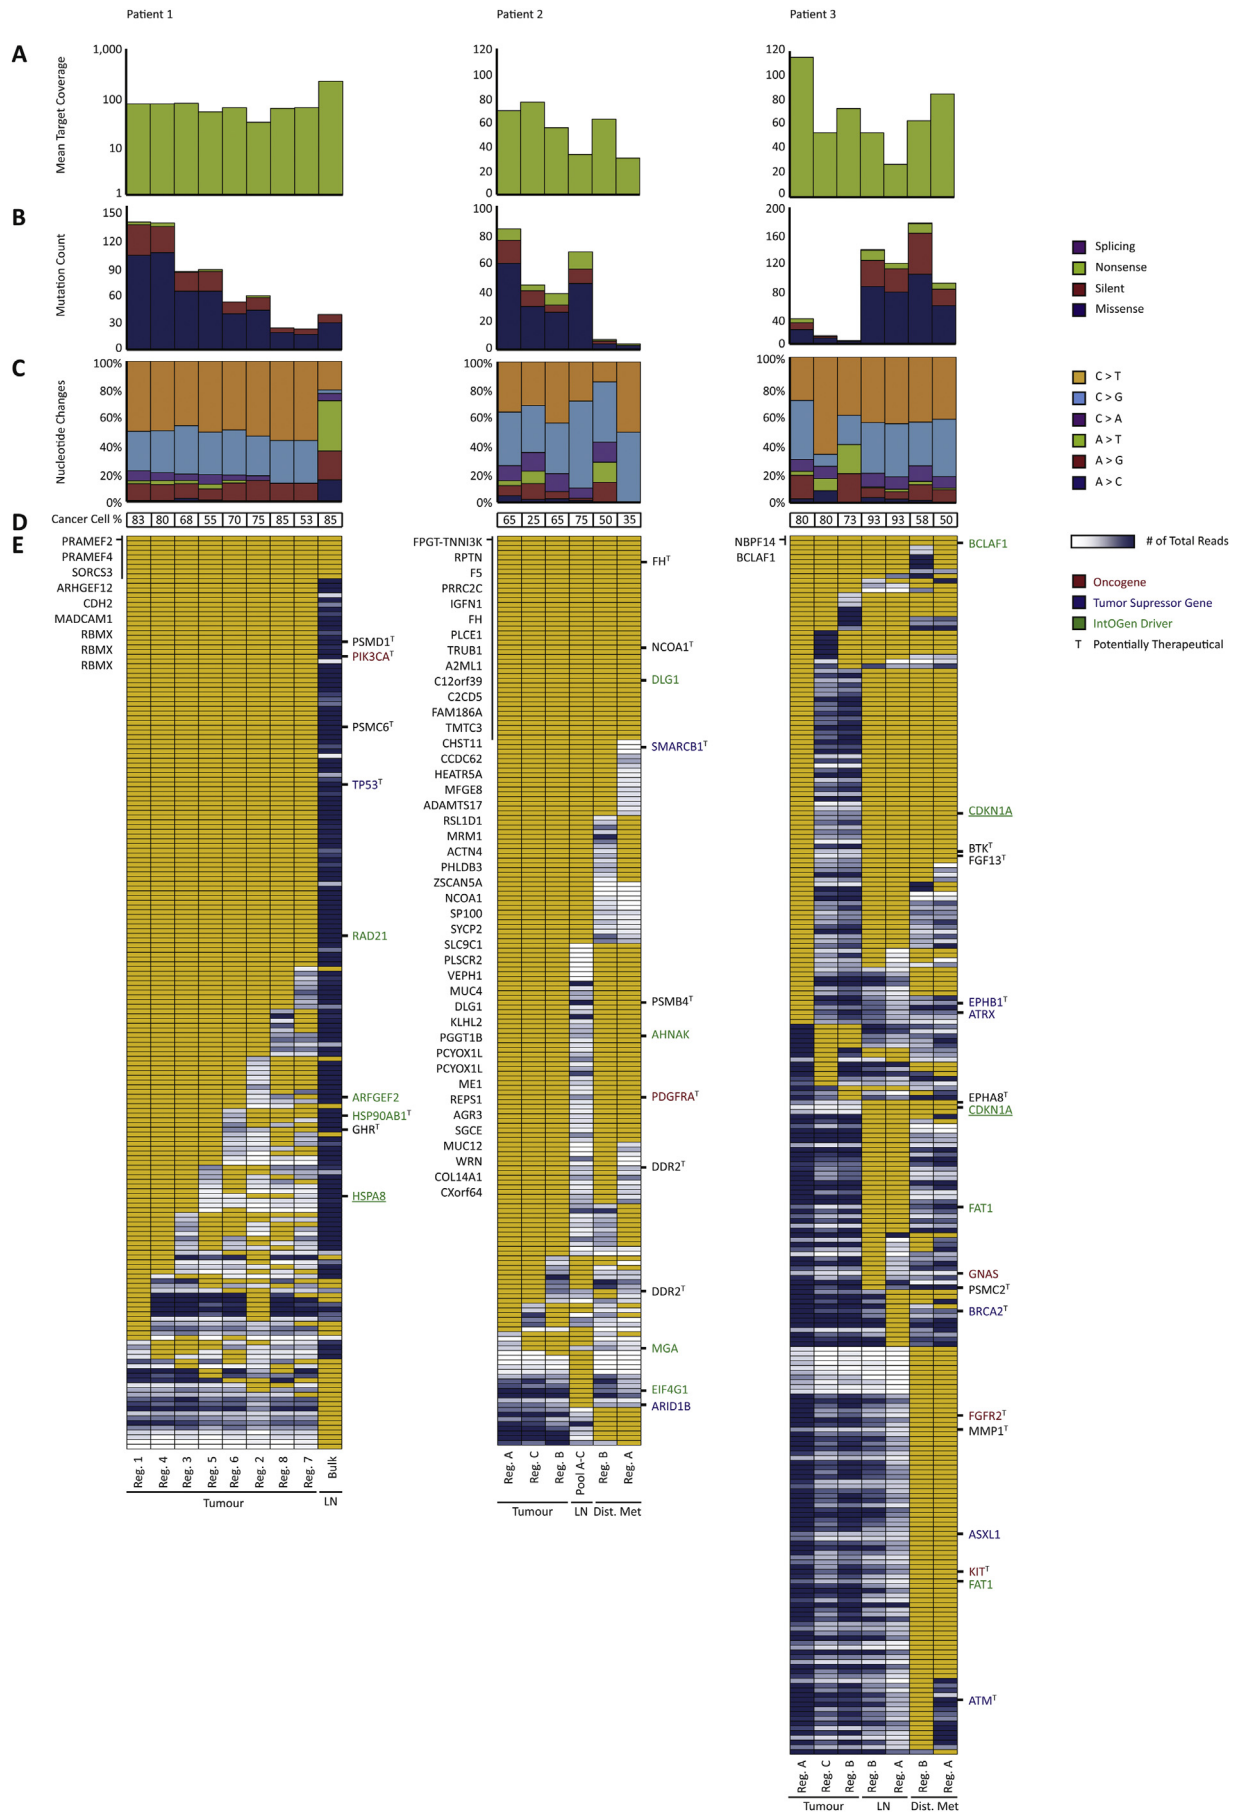 Patient 1
Patient 2
Patient 3
A
Mean Target Coverage
1,000
100
10
1
120
100
80
60
40
20
0
120
100
80
60
40
20
0
B
Mutation Count
150
120
90
60
30
0
100
80
60
40
20
0
200
160
120
80
40
0
Splicing
Nonsense
Silent
Missense
C
Nucleotide Changes
100%
80%
60%
40%
20%
0%
100%
80%
60%
40%
20%
0%
100%
80%
60%
40%
20%
0%
C > T
C > G
C > A
A > T
A > G
A > C
D
Cancer Cell %
83 80 68 55 70 75 85 53 85
65 25 65 75 50 35
80 80 73 93 93 58 50
E
PRAMEF2
PRAMEF4
SORCS3
ARHGEF12
CDH2
MADCAM1
RBMX
RBMX
RBMX
PSMD1T
PIK3CAT
PSMC6T
TP53T
RAD21
ARFGEF2
HSP90AB1T
GHRT
HSPA8
Reg. 1
Reg. 4
Reg. 3
Reg. 5
Reg. 6
Reg. 2
Reg. 8
Reg. 7
Bulk
Tumour
LN
FPGT-TNNI3K
RPTN
F5
PRRC2C
IGFN1
FH
PLCE1
TRUB1
A2ML1
C12orf39
C2CD5
FAM186A
TMTC3
CHST11
CCDC62
HEATR5A
MFGE8
ADAMTS17
RSL1D1
MRM1
ACTN4
PHLDB3
ZSCAN5A
NCOA1
SP100
SYCP2
SLC9C1
PLSCR2
VEPH1
MUC4
DLG1
KLHL2
PGGT1B
PCYOX1L
PCYOX1L
ME1
REPS1
AGR3
SGCE
MUC12
WRN
COL14A1
CXorf64
FHT
NCOA1T
DLG1
SMARCB1T
PSMB4T
AHNAK
PDGFRAT
DDR2T
DDR2T
MGA
EIF4G1
ARID1B
Reg. A
Reg. C
Reg. B
Pool A-C
Reg. B
Reg. A
Tumour
LN
Dist. Met
NBPF14
BCLAF1
BCLAF1
CDKN1A
BTKT
FGF13T
EPHB1T
ATRX
EPHA8T
CDKN1A
FAT1
GNAS
PSMC2T
BRCA2T
FGFR2T
MMP1T
ASXL1
KITT
FAT1
ATMT
Reg. A
Reg. C
Reg. B
Reg. B
Reg. A
Reg. B
Reg. A
Tumour
LN
Dist. Met
# of Total Reads
Oncogene
Tumor Supressor Gene
IntOGen Driver
T Potentially Therapeutical